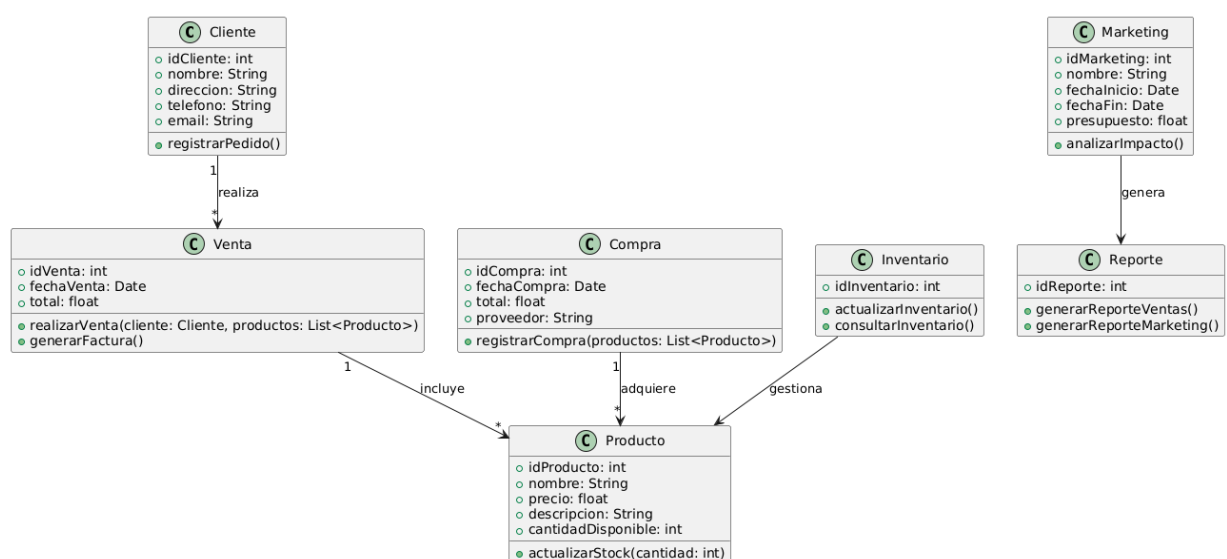 C Cliente
idCliente: int
nombre: String
direccion: String
telefono: String
email: String
registrarPedido()
C Marketing
idMarketing: int
nombre: String
fechaInicio: Date
fechaFin: Date
presupuesto: float
analizarImpacto()
1
realiza
*
genera
C Venta
idVenta: int
fechaVenta: Date
total: float
realizarVenta(cliente: Cliente, productos: List<Producto>)
generarFactura()
C Compra
idCompra: int
fechaCompra: Date
total: float
proveedor: String
registrarCompra(productos: List<Producto>)
C Inventario
idInventario: int
actualizarInventario()
consultarInventario()
C Reporte
idReporte: int
generarReporteVentas()
generarReporteMarketing()
1
incluye
*
1
adquiere
*
gestiona
C Producto
idProducto: int
nombre: String
precio: float
descripcion: String
cantidadDisponible: int
actualizarStock(cantidad: int)